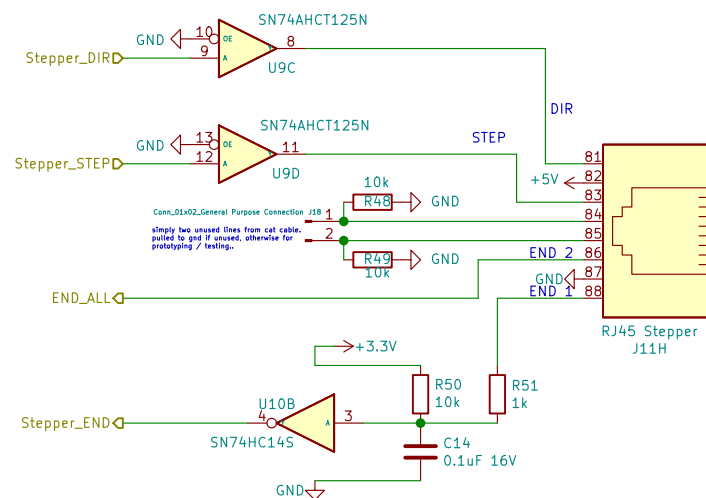 SN74AHCT125N
GND
10
OE
8
Stepper_DIR
9
A
U9C
DIR
SN74AHCT125N
GND
13
OE
STEP
11
Stepper_STEP
12
A
U9D
81
+5V
82
83
10k
R48
GND
Conn_01x02_General Purpose Connection J18
1
84
simply two unused lines from cat cable.
pulled to gnd if unused, otherwise for
prototyping / testing..
2
85
R49
10k
GND
END 2
86
GND
87
END_ALL
END 1
88
RJ45 Stepper
J11H
+3.3V
R50
10k
R51
1k
U10B
Stepper_END
4
A
3
SN74HC14S
C14
0.1uF 16V
GND